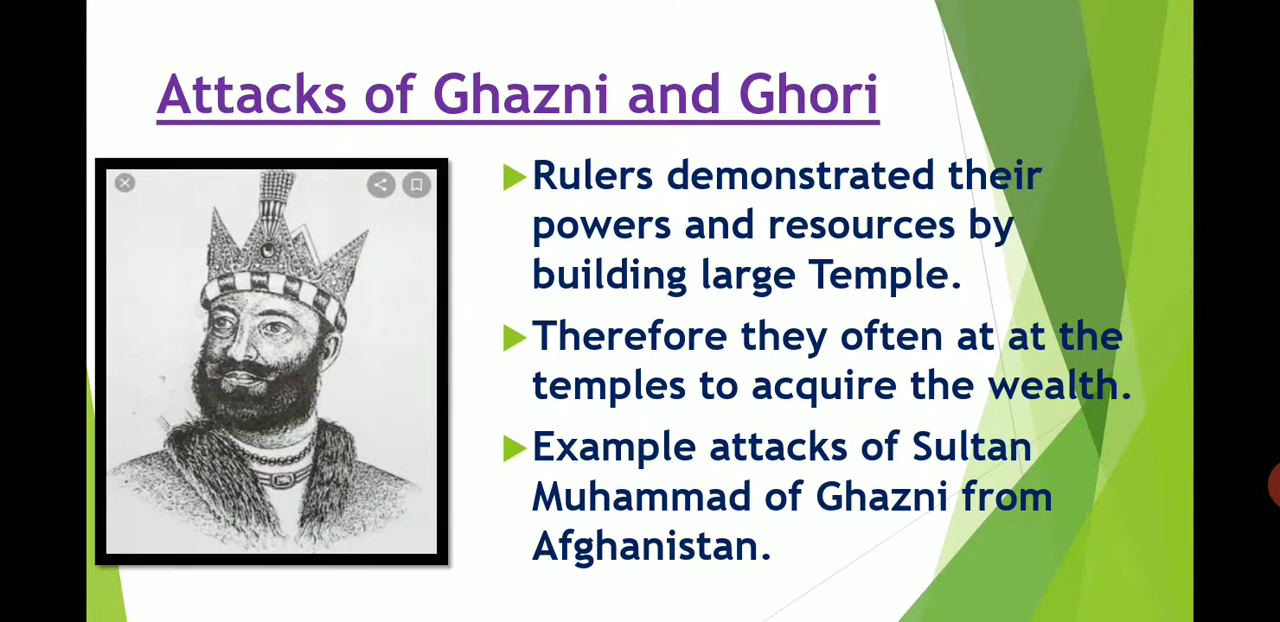 Attacks of Ghazni and Ghori
Rulers demonstrated their
powers and resources by
building large Temple.
Therefore they often at at the
temples to acquire the wealth.
Example attacks of Sultan
Muhammad of Ghazni from
Afghanistan.